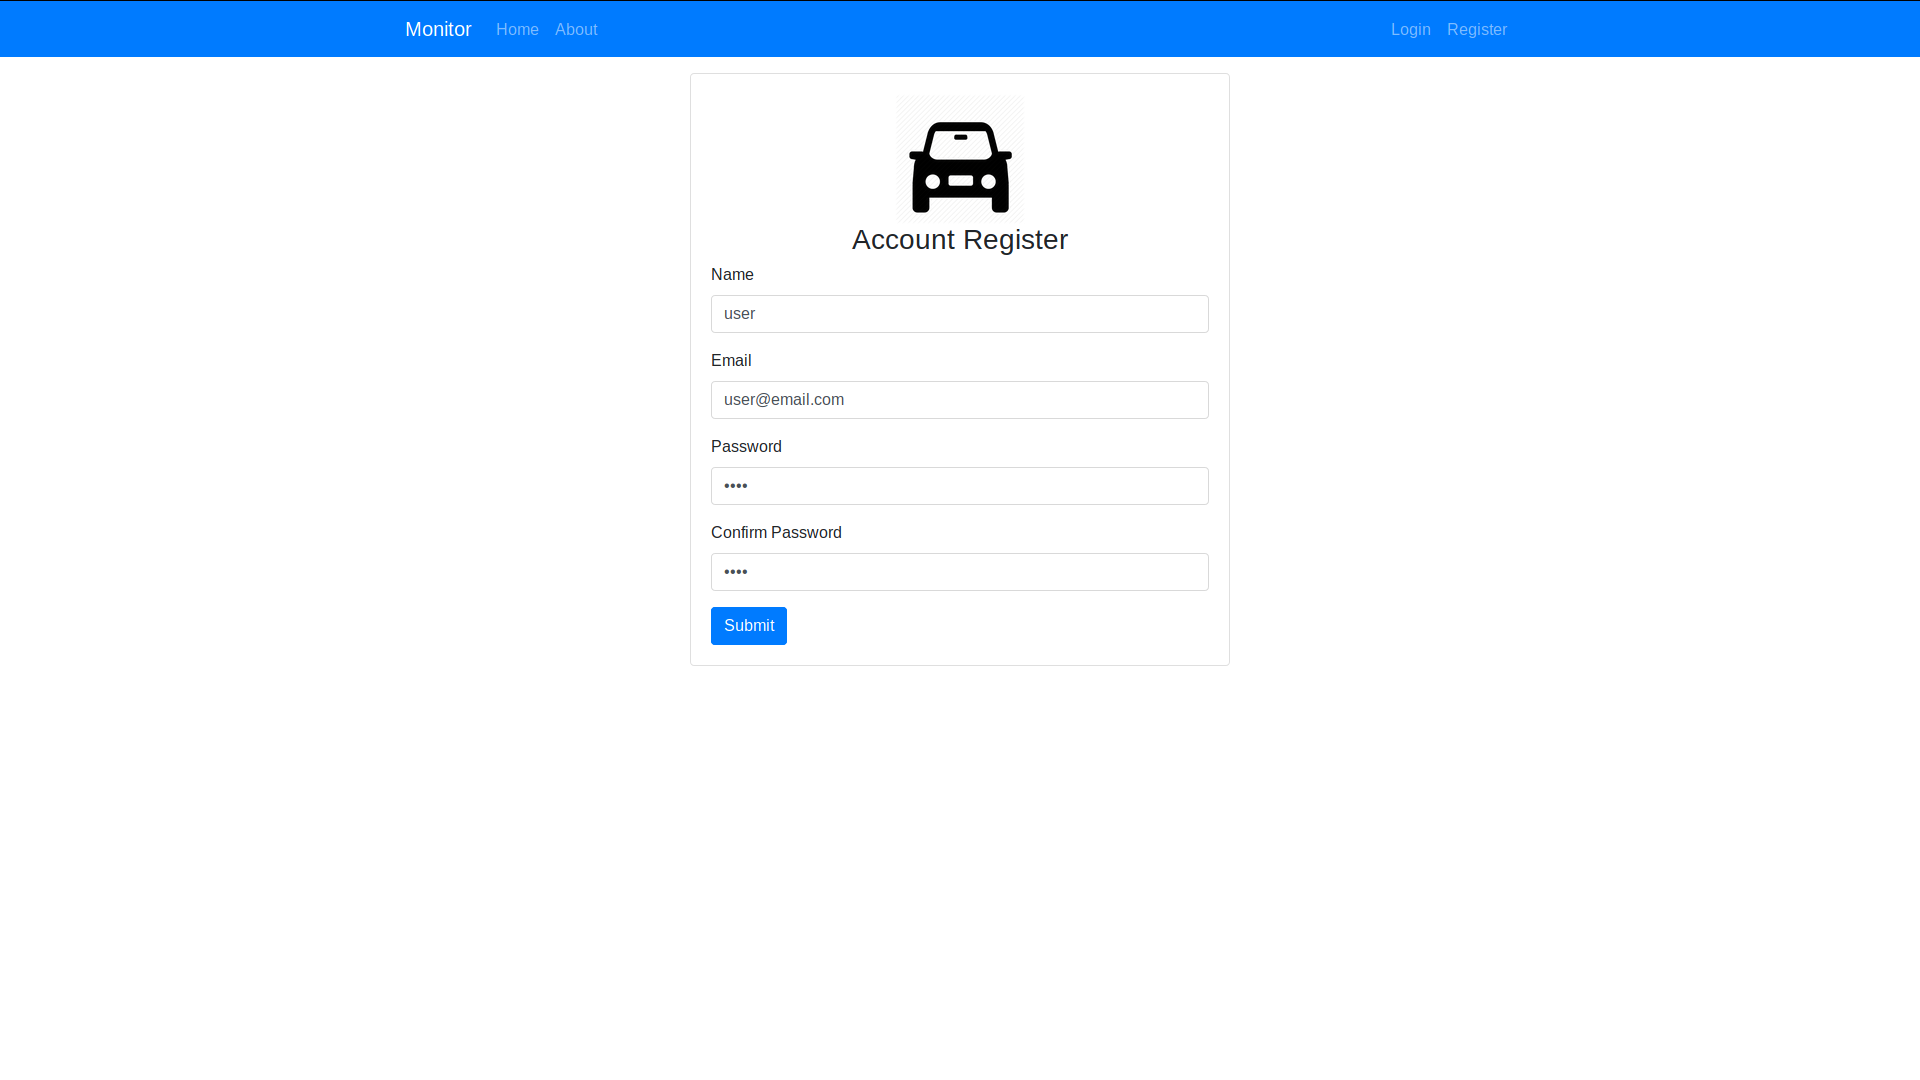 Monitor Home About Login Register
Account Register
Name
user
Email
user@email.com
Password
••••
Confirm Password
••••
Submit